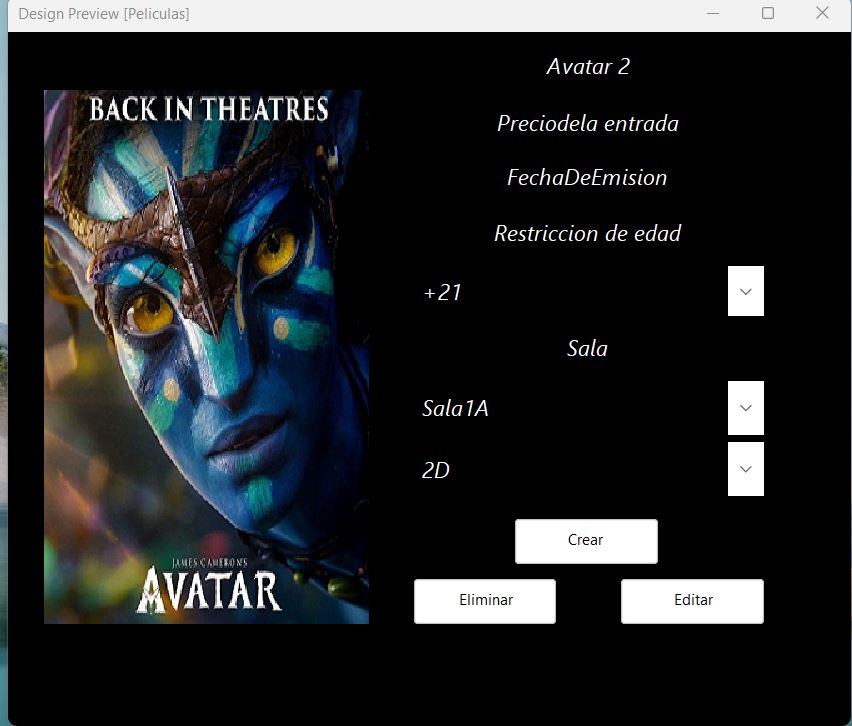 Design Preview [Peliculas]
BACK IN THEATRES
JAMES CAMERON'S
AVATAR
Avatar 2
Preciodela entrada
FechaDeEmision
Restriccion de edad
+21
Sala
Sala1A
2D
Crear
Eliminar
Editar